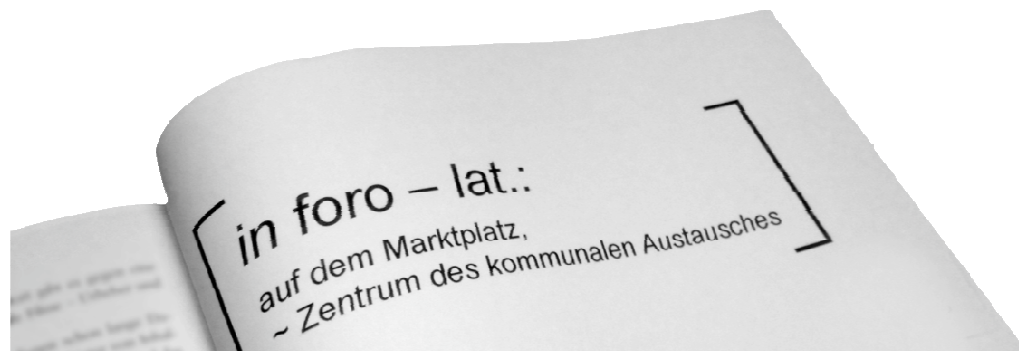 in foro – lat.:
auf dem Marktplatz,
~ Zentrum des kommunalen Austausches